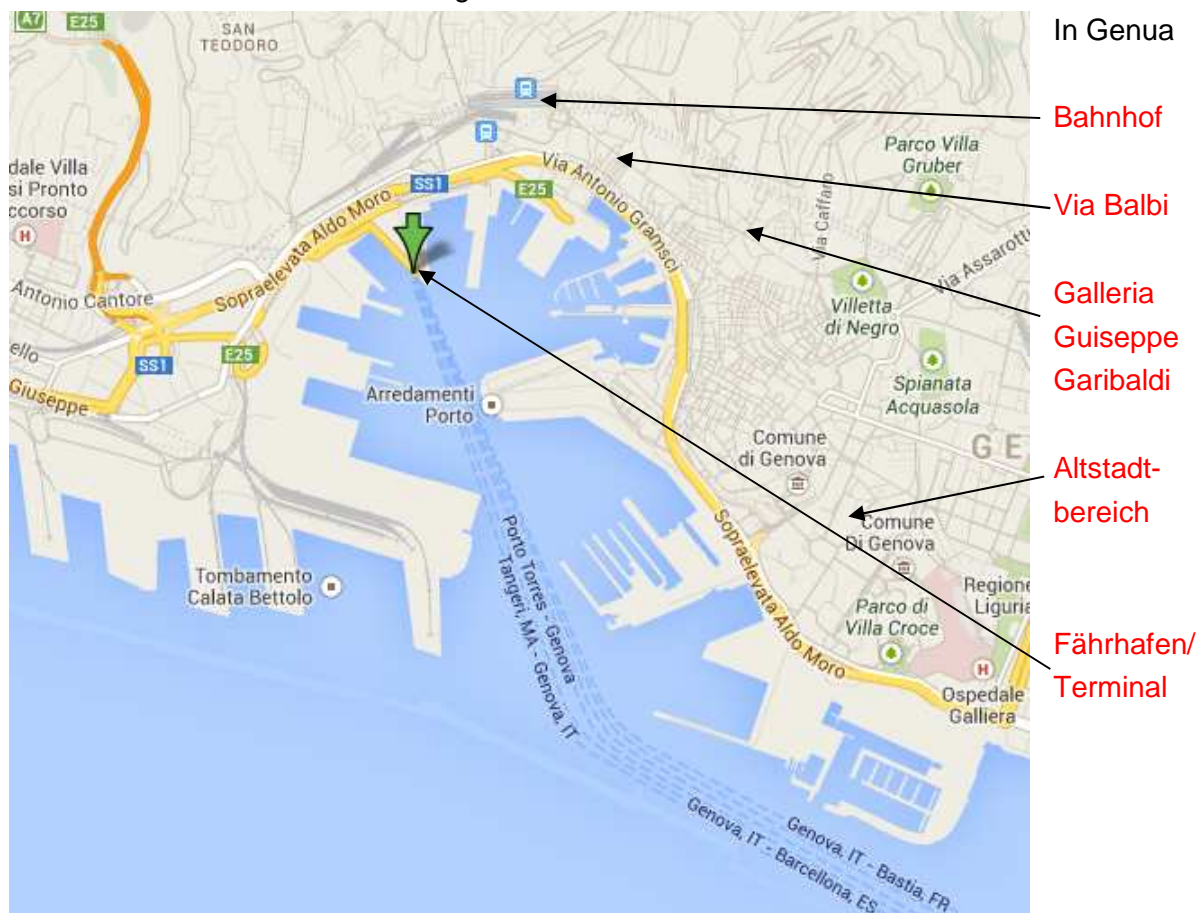 In Genua
Bahnhof
Via Balbi
Galleria
Guiseppe
Garibaldi
Altstadt-
bereich
Fährhafen/
Terminal
A7
E25
SAN
TEODORO
dale Villa
si Pronto
ccorso
H
SS1
E25
Via Antonio Gramsci
Parco Villa
Gruber
Via Caffaro
Via Assarotti
Sopraelevata Aldo Moro
Antonio Cantore
ello
Giuseppe
SS1
E25
Villetta
di Negro
Spianata
Acquasola
Arredamenti
Porto
GE
Comune
di Genova
Comune
Di Genova
Sopraelevata Aldo Moro
Tombamento
Calata Bettolo
Porto Torres - Genova
Tangeri, MA - Genova, IT
Regione
Liguria
Parco di
Villa Croce
H
Ospedale
Galliera
Genova, IT - Bastia, FR
Genova, IT - Barcellona, ES